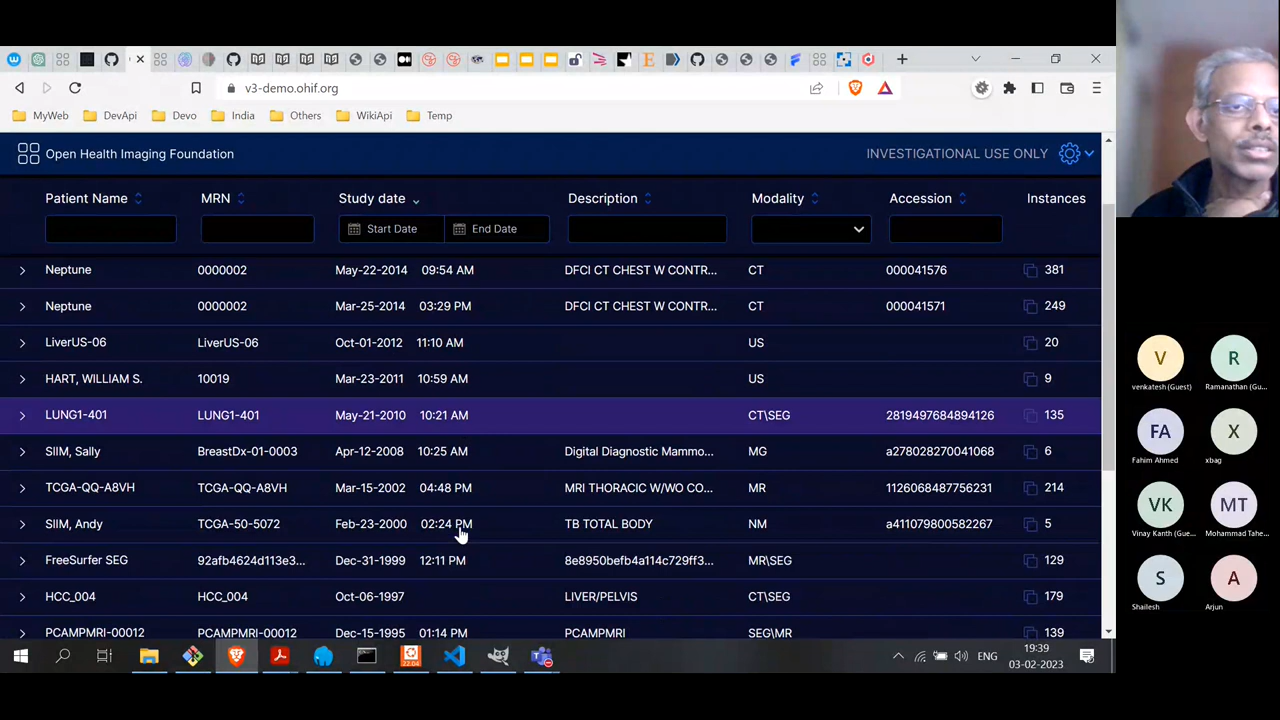 v3-demo.ohif.org
MyWeb DevApi Devo India Others WikiApi Temp
Open Health Imaging Foundation INVESTIGATIONAL USE ONLY
Patient Name MRN Study date Description Modality Accession Instances
Start Date End Date
Neptune 0000002 May-22-2014 09:54 AM DFCI CT CHEST W CONTR... CT 000041576 381
Neptune 0000002 Mar-25-2014 03:29 PM DFCI CT CHEST W CONTR... CT 000041571 249
LiverUS-06 LiverUS-06 Oct-01-2012 11:10 AM US 20
HART, WILLIAM S. 10019 Mar-23-2011 10:59 AM US 9
LUNG1-401 LUNG1-401 May-21-2010 10:21 AM CT\SEG 2819497684894126 135
SIIM, Sally BreastDx-01-0003 Apr-12-2008 10:25 AM Digital Diagnostic Mammo... MG a278028270041068 6
TCGA-QQ-A8VH TCGA-QQ-A8VH Mar-15-2002 04:48 PM MRI THORACIC W/WO CO... MR 1126068487756231 214
SIIM, Andy TCGA-50-5072 Feb-23-2000 02:24 PM TB TOTAL BODY NM a411079800582267 5
FreeSurfer SEG 92afb4624d113e3... Dec-31-1999 12:11 PM 8e8950befb4a114c729ff3... MR\SEG 129
HCC_004 HCC_004 Oct-06-1997 LIVER/PELVIS CT\SEG 179
PCAMPMRI-00012 PCAMPMRI-00012 Dec-15-1995 01:14 PM PCAMPMRI SEG\MR 139
22.04
ENG
19:39
03-02-2023
V R
venkatesh (Guest) Ramanathan (Gu...
FA X
Fahim Ahmed xbag
VK MT
Vinay Kanth (Gue... Mohammad Tahe...
S A
Shailesh Arjun